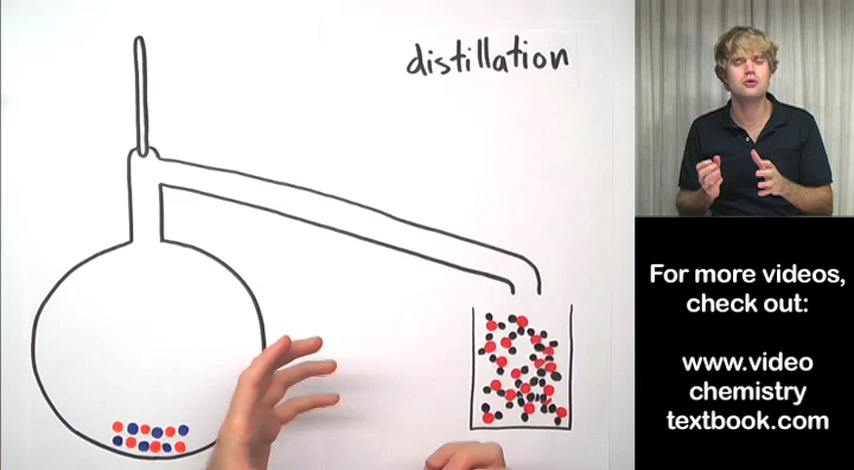 distillation
For more videos,
check out:
www.video
chemistry
textbook.com